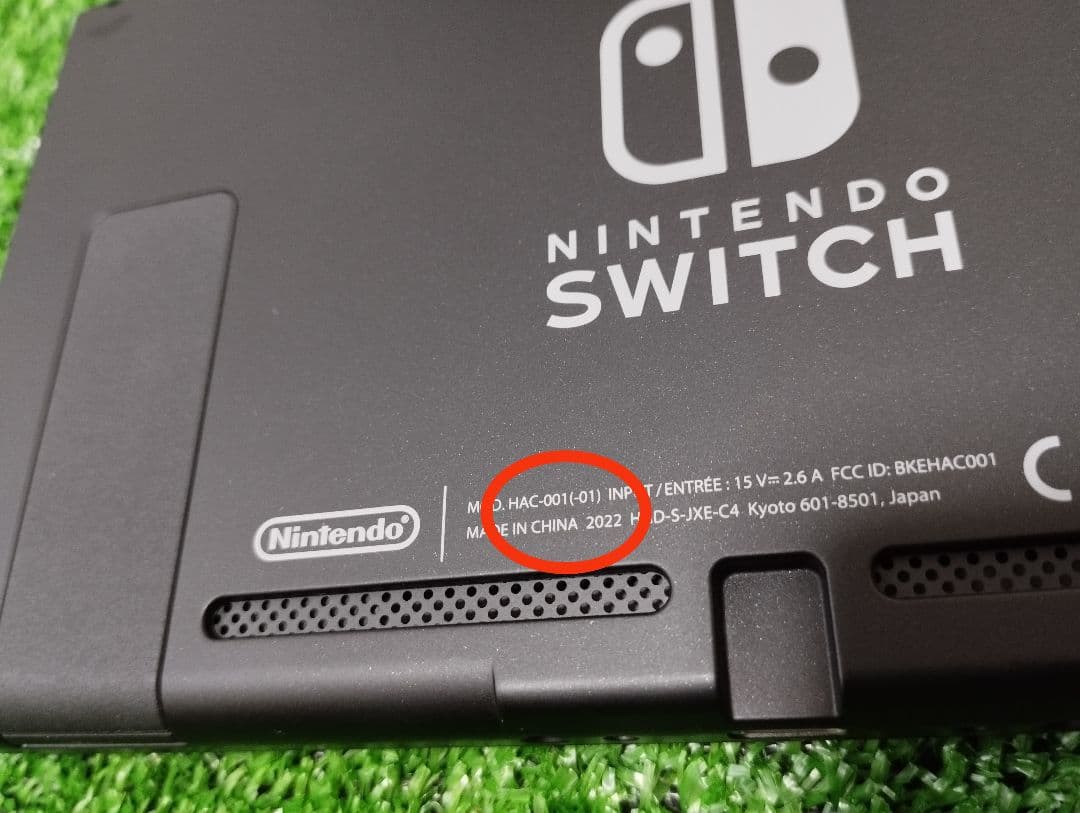 NINTENDO
SWITCH
Nintendo®
MOD. HAC-001(-01) INPUT / ENTRÉE : 15 V⎓ 2.6 A FCC ID: BKEHAC001
MADE IN CHINA 2022 HAD-S-JXE-C4 Kyoto 601-8501, Japan